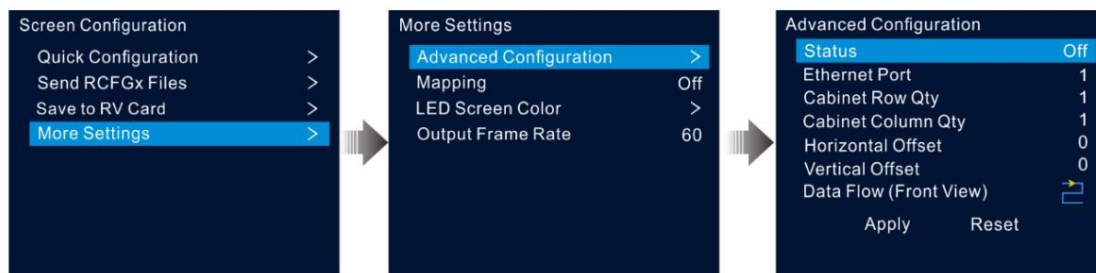 Screen Configuration
Quick Configuration >
Send RCFGx Files >
Save to RV Card >
More Settings >
More Settings
Advanced Configuration >
Mapping Off
LED Screen Color >
Output Frame Rate 60
Advanced Configuration
Status Off
Ethernet Port 1
Cabinet Row Qty 1
Cabinet Column Qty 1
Horizontal Offset 0
Vertical Offset 0
Data Flow (Front View)
Apply Reset